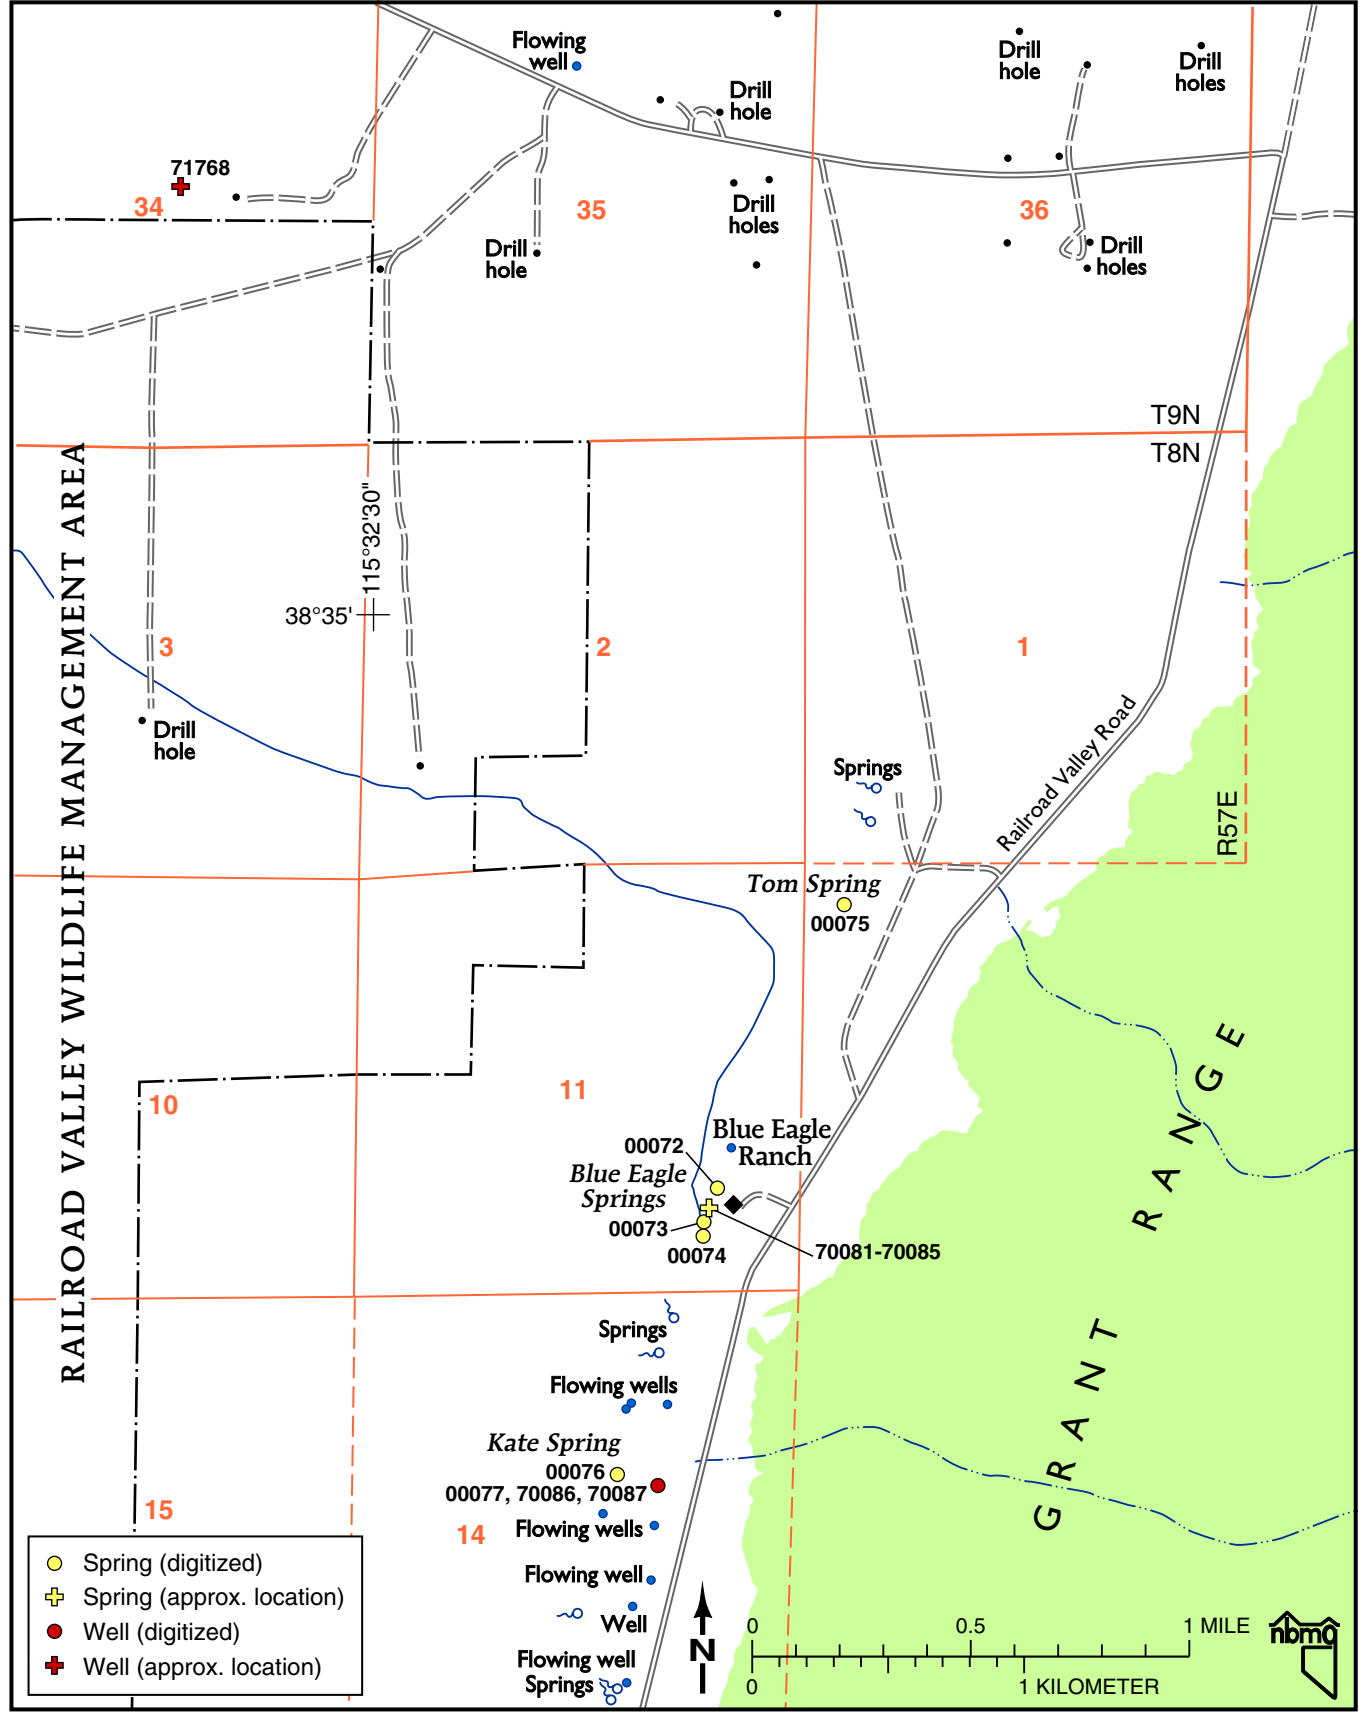 Flowing
well
Drill
hole
Drill
holes
Drill
hole
71768
34
35
36
Drill
holes
Drill
hole
Drill
holes
T9N
T8N
RAILROAD VALLEY WILDLIFE MANAGEMENT AREA
115°32'30"
38°35'
3
2
1
Drill
hole
Railroad Valley Road
Springs
R57E
Tom Spring
00075
GRANT RANGE
10
11
Blue Eagle
Ranch
00072
Blue Eagle
Springs
00073
00074
70081-70085
Springs
Flowing wells
Kate Spring
00076
00077, 70086, 70087
15
14
Flowing wells
Flowing well
Well
Flowing well
Springs
Spring (digitized)
Spring (approx. location)
Well (digitized)
Well (approx. location)
N
0 0.5 1 MILE
0 1 KILOMETER
nbmg